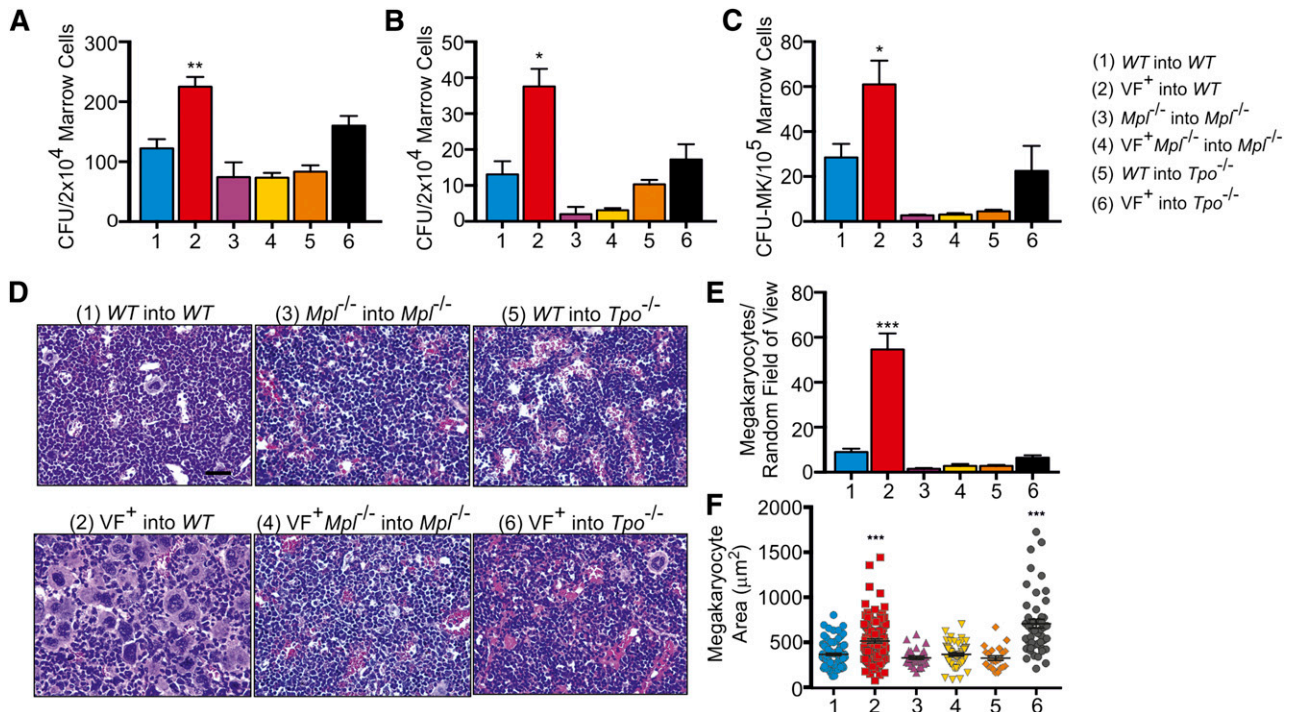 A
CFU/2x10⁴ Marrow Cells
300
200
100
0
**
1 2 3 4 5 6
B
CFU/2x10⁴ Marrow Cells
50
40
30
20
10
0
*
1 2 3 4 5 6
C
CFU-MK/10⁵ Marrow Cells
80
60
40
20
0
*
1 2 3 4 5 6
(1) WT into WT
(2) VF⁺ into WT
(3) Mpl⁻/⁻ into Mpl⁻/⁻
(4) VF⁺Mpl⁻/⁻ into Mpl⁻/⁻
(5) WT into Tpo⁻/⁻
(6) VF⁺ into Tpo⁻/⁻
D
(1) WT into WT
(3) Mpl⁻/⁻ into Mpl⁻/⁻
(5) WT into Tpo⁻/⁻
(2) VF⁺ into WT
(4) VF⁺Mpl⁻/⁻ into Mpl⁻/⁻
(6) VF⁺ into Tpo⁻/⁻
E
Megakaryocytes/
Random Field of View
80
60
40
20
0
***
1 2 3 4 5 6
F
Megakaryocyte
Area (μm²)
2000
1500
1000
500
0
***
***
1 2 3 4 5 6